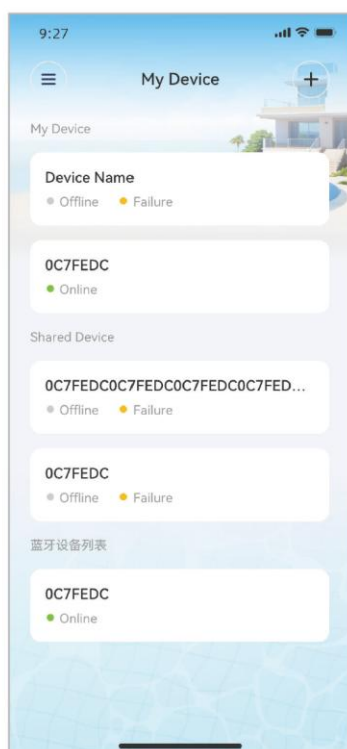 9:27
My Device
My Device
Device Name
Offline Failure
0C7FEDC
Online
Shared Device
0C7FEDC0C7FEDC0C7FEDC0C7FED...
Offline Failure
0C7FEDC
Offline Failure
蓝牙设备列表
0C7FEDC
Online